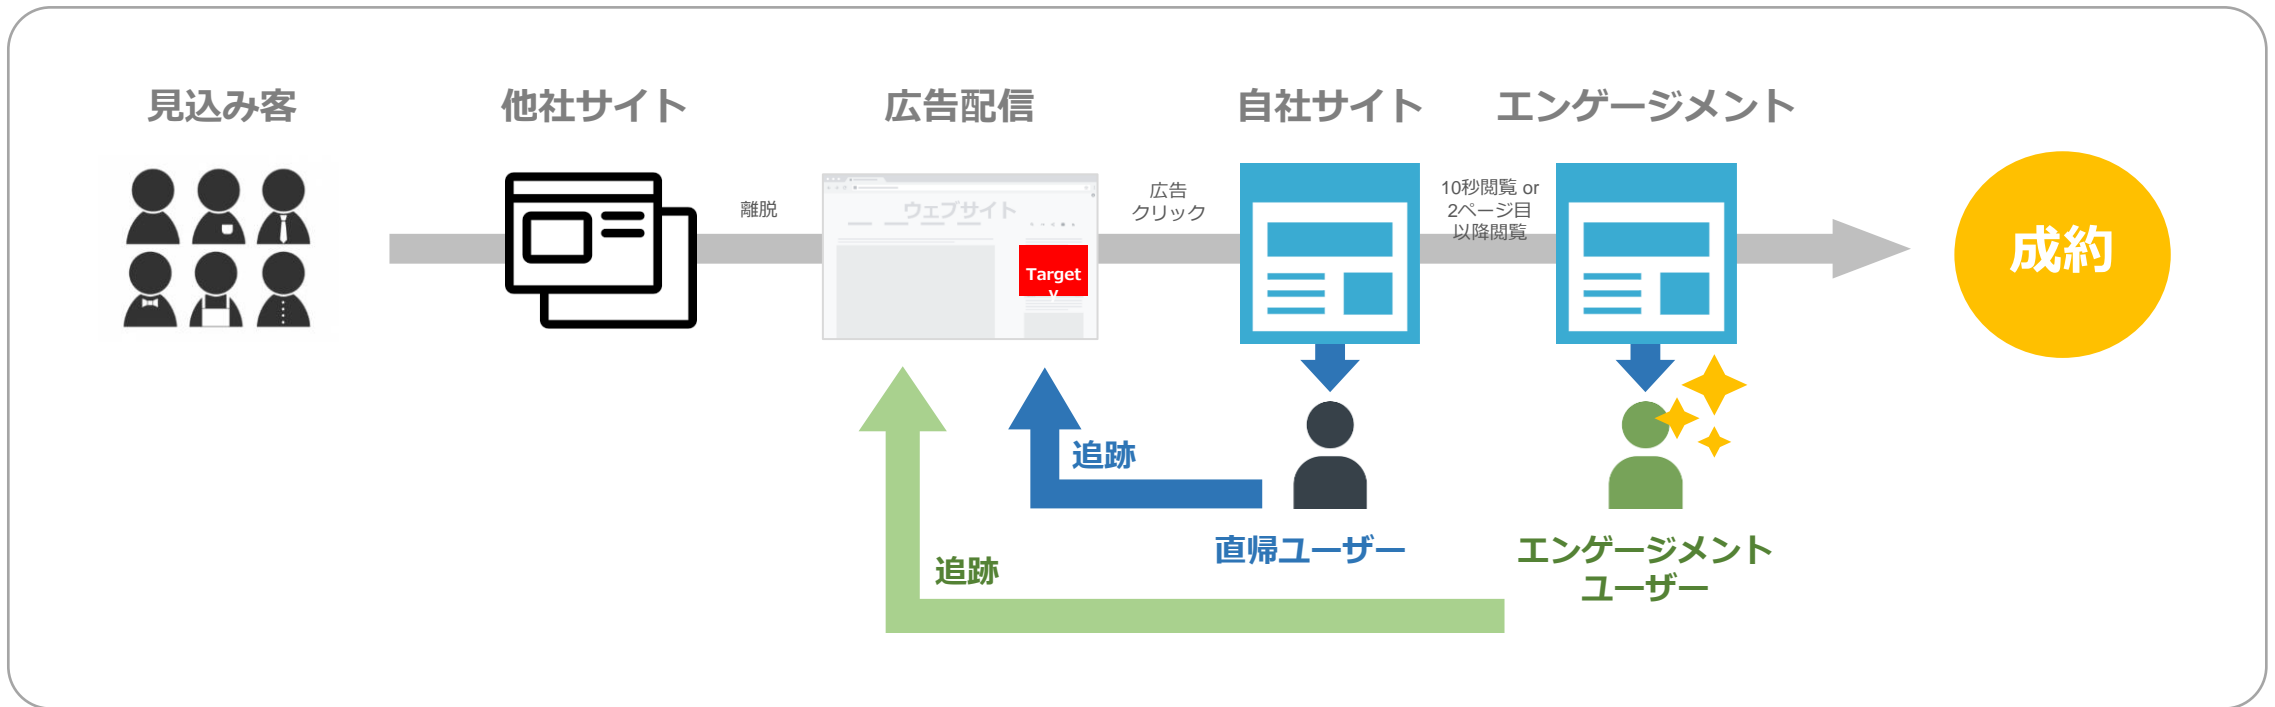 見込み客
他社サイト
広告配信
自社サイト
エンゲージメント
離脱
ウェブサイト
Target
y
広告
クリック
10秒閲覧 or
2ページ目
以降閲覧
成約
追跡
直帰ユーザー
追跡
エンゲージメント
ユーザー